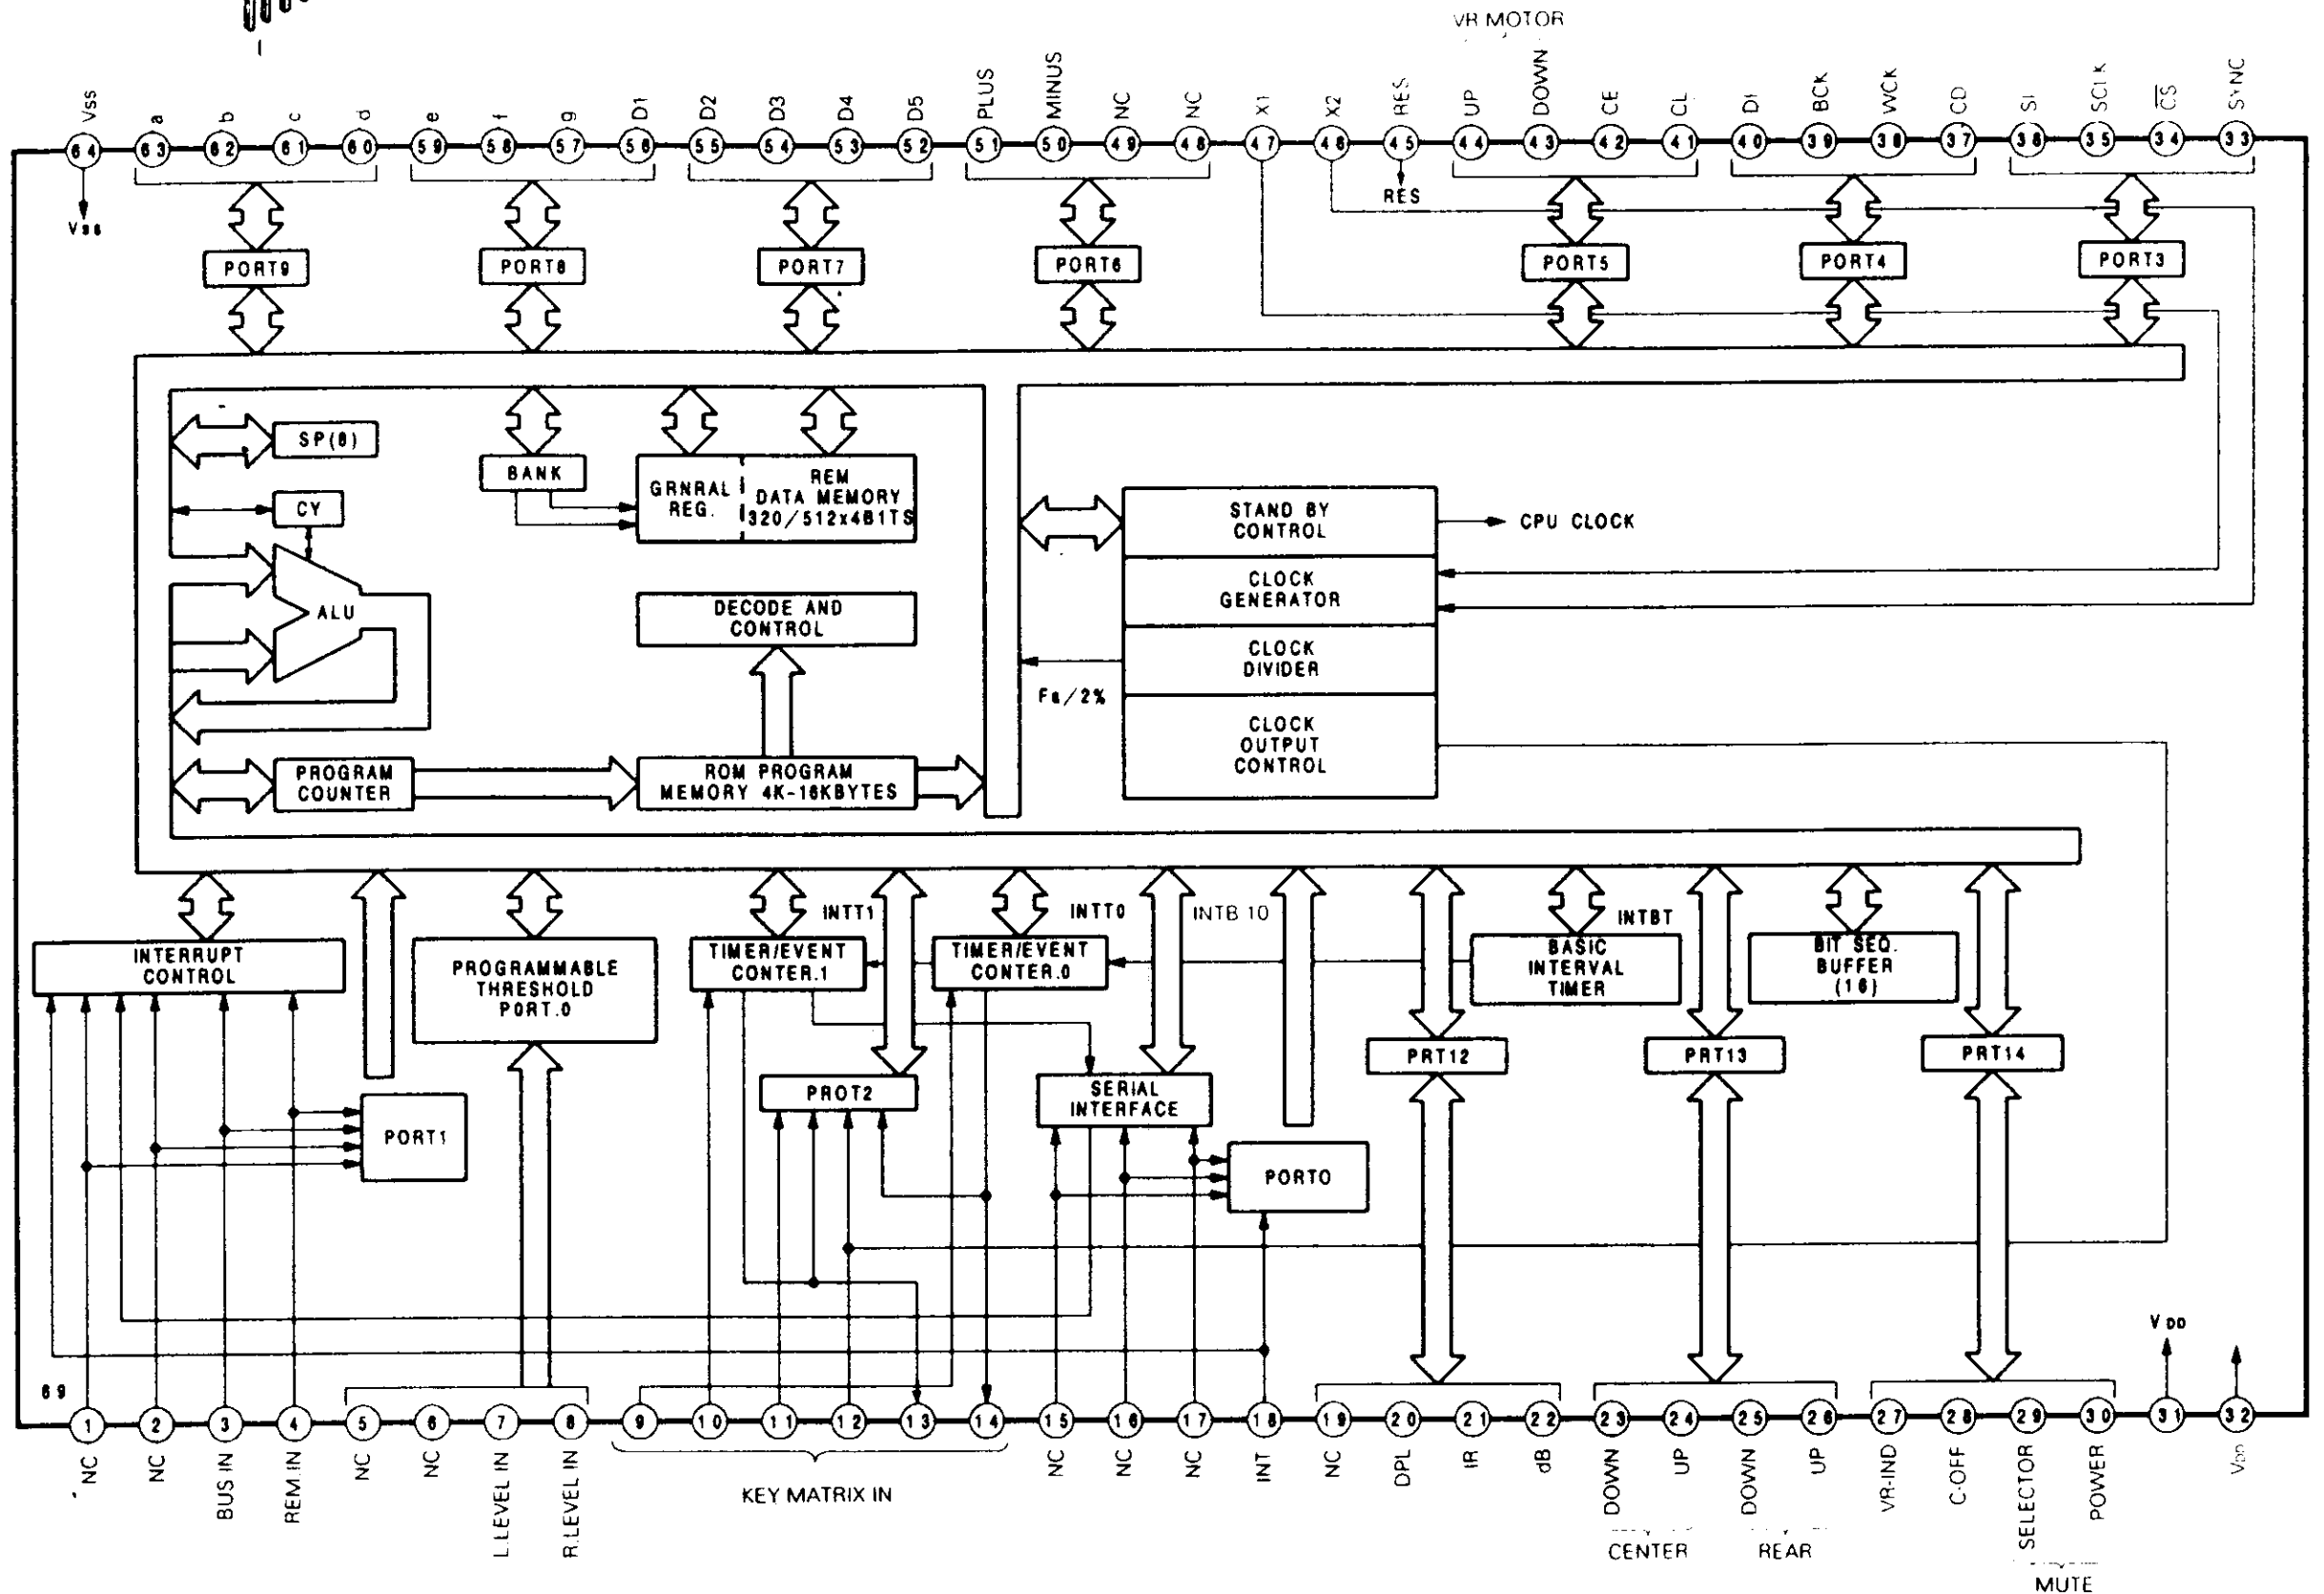 VR MOTOR
Vss a b c d e f g D1 D2 D3 D4 D5 PLUS MINUS NC NC X1 X2 RES UP DOWN CE CL DI BCK WCK CD SI SCLK CS SYNC
64 63 62 61 60 59 58 57 56 55 54 53 52 51 50 49 48 47 46 45 44 43 42 41 40 39 38 37 36 35 34 33
Vss
RES
PORT9
PORT8
PORT7
PORT6
PORT5
PORT4
PORT3
SP(8)
BANK
GRNRAL
REG.
REM
DATA MEMORY
320/512x4B1TS
CY
ALU
DECODE AND
CONTROL
PROGRAM
COUNTER
ROM PROGRAM
MEMORY 4K-16KBYTES
STAND BY
CONTROL
CPU CLOCK
CLOCK
GENERATOR
CLOCK
DIVIDER
Fs/2%
CLOCK
OUTPUT
CONTROL
INTT1
INTT0
INTB 10
INTBT
INTERRUPT
CONTROL
PROGRAMMABLE
THRESHOLD
PORT.0
TIMER/EVENT
CONTER.1
TIMER/EVENT
CONTER.0
BASIC
INTERVAL
TIMER
BIT SEQ.
BUFFER
(16)
PORT1
PROT2
SERIAL
INTERFACE
PORT0
PRT12
PRT13
PRT14
VDD
69
1 2 3 4 5 6 7 8 9 10 11 12 13 14 15 16 17 18 19 20 21 22 23 24 25 26 27 28 29 30 31 32
NC NC BUS IN REM.IN NC NC L.LEVEL IN R.LEVEL IN
KEY MATRIX IN
NC NC NC INT NC DPL IR dB DOWN UP DOWN UP VR-IND C-OFF SELECTOR POWER VDD
CENTER
REAR
MUTE